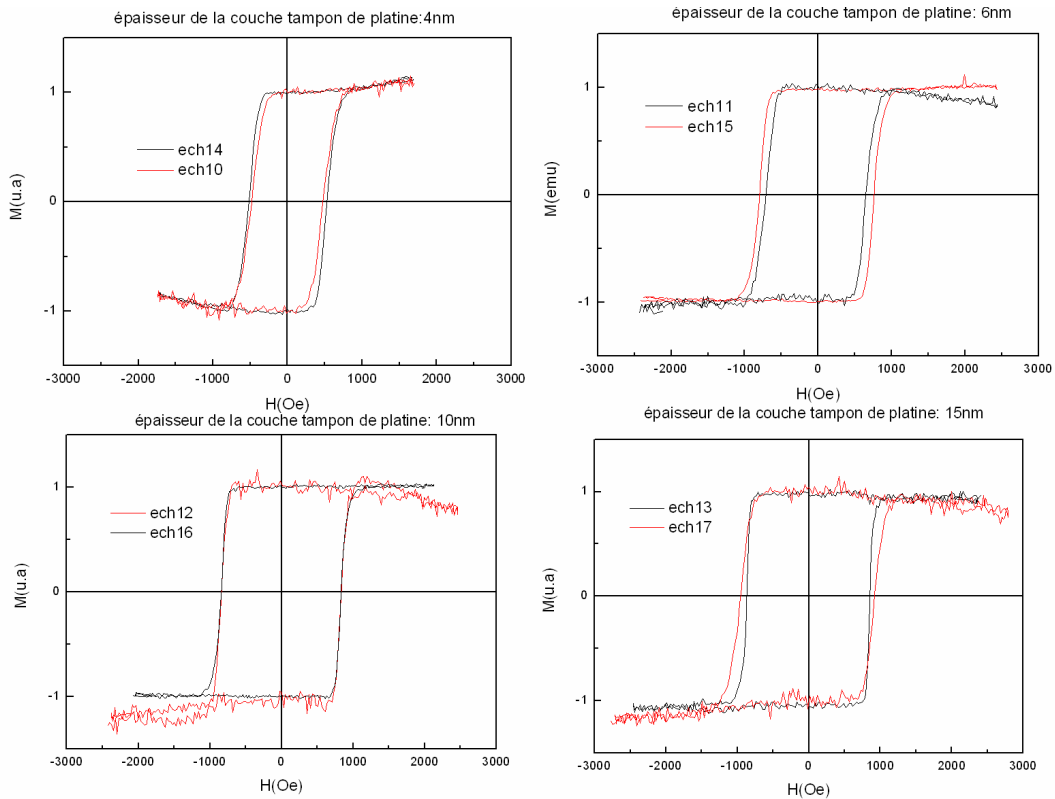 épaisseur de la couche tampon de platine:4nm
M(u.a)
1
0
-1
ech14
ech10
-3000 -2000 -1000 0 1000 2000 3000
H(Oe)
épaisseur de la couche tampon de platine: 6nm
M(emu)
1
0
-1
ech11
ech15
-3000 -2000 -1000 0 1000 2000 3000
H(Oe)
épaisseur de la couche tampon de platine: 10nm
M(u.a)
1
0
-1
ech12
ech16
-3000 -2000 -1000 0 1000 2000 3000
H(Oe)
épaisseur de la couche tampon de platine: 15nm
M(u.a)
1
0
-1
ech13
ech17
-3000 -2000 -1000 0 1000 2000 3000
H(Oe)